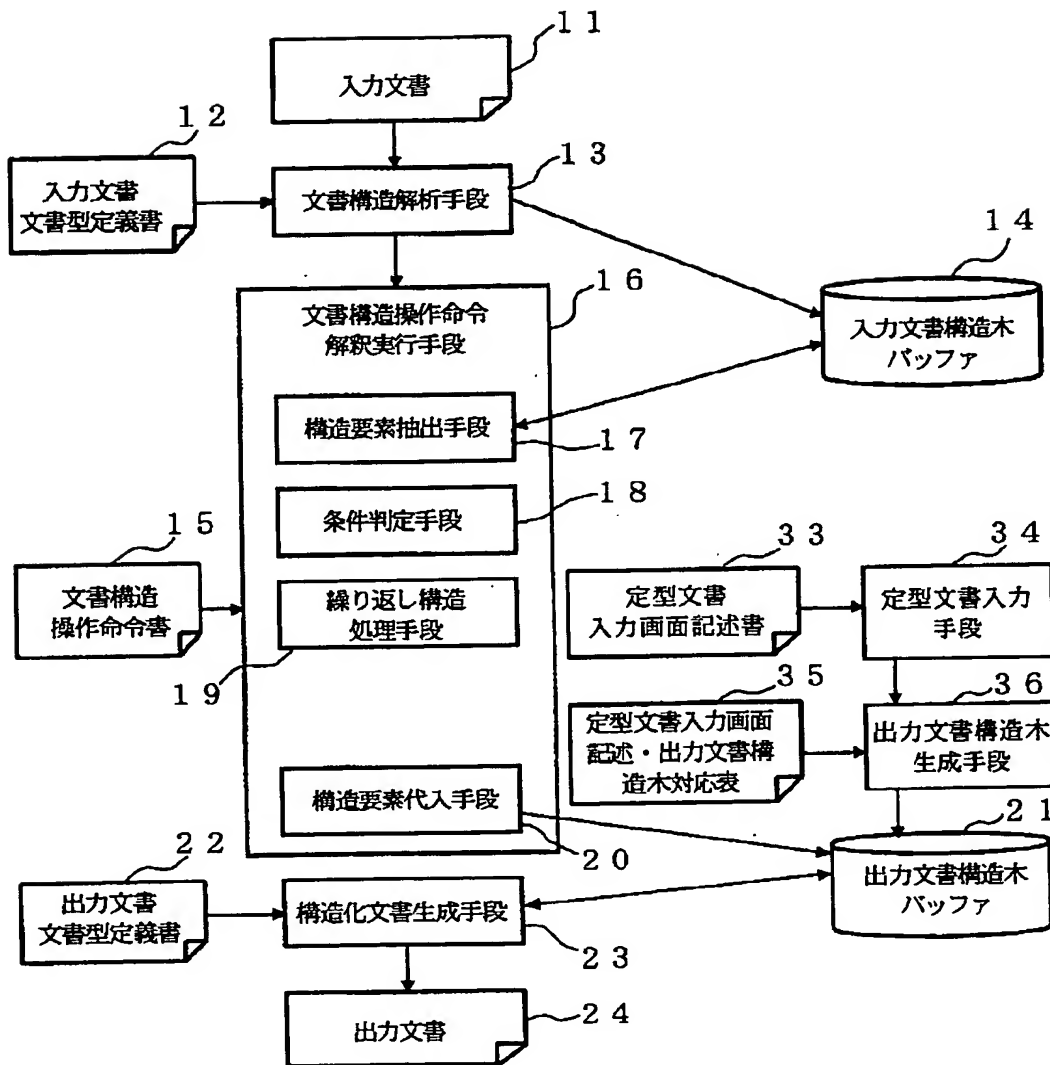 １１
入力文書
１２
入力文書
文書型定義書
１３
文書構造解析手段
１４
入力文書構造木
バッファ
１６
文書構造操作命令
解釈実行手段
構造要素抽出手段
１７
１８
条件判定手段
１５
文書構造
操作命令書
繰り返し構造
処理手段
１９
３３
定型文書
入力画面記述書
３４
定型文書入力
手段
３５
定型文書入力画面
記述・出力文書構
造木対応表
３６
出力文書構造木
生成手段
構造要素代入手段
２０
２１
出力文書構造木
バッファ
２２
出力文書
文書型定義書
構造化文書生成手段
２３
出力文書
２４